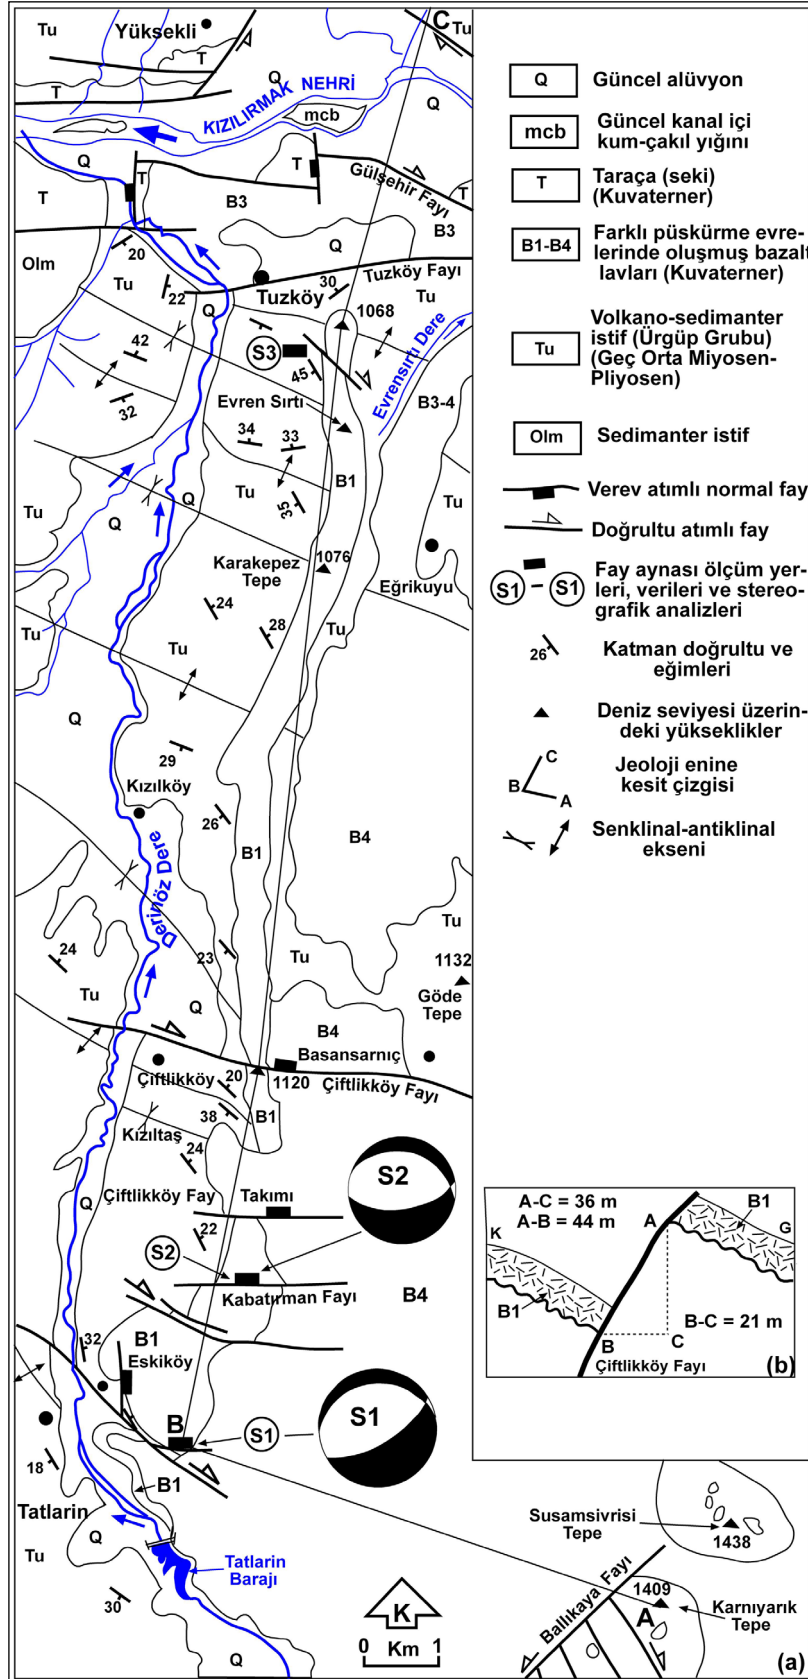 C
Tu
Tu
Yüksekli
T
Q
T
KIZILIRMAK NEHRİ
mcb
Q
Q
T
T
T
Gülşehir Fayı
T
B3
B3
Q
Olm
20
Tu
Tuzköy Fayı
22
Q
Tuzköy
30
Tu
1068
42
S3
45
Evrensırtı Dere
32
Evren Sırtı
B3-4
34
33
B1
Tu
Q
Q
Tu
35
Tu
1076
Karakepez
Tepe
24
Eğrikuyu
28
Tu
Tu
Tu
Q
29
Kızılköy
26
B1
B4
Derinöz Dere
24
23
Tu
Tu
1132
Tu
Q
Göde
Tepe
B4
Basansarnıç
Çiftlikköy
20
1120
Çiftlikköy Fayı
38
B1
Kızıltaş
24
S2
Q
Çiftlikköy Fay Takımı
22
S2
Kabatırman Fayı
B4
32
B1
Eskiköy
S1
B
S1
18
B1
Tatlarin
Q
Tu
Tatlarin
Barajı
30
Q
K
0 Km 1
Susamsivrisi
Tepe
1438
Ballıkaya Fayı
1409
A
Karnıyarık
Tepe
(a)
Q Güncel alüvyon
mcb Güncel kanal içi
kum-çakıl yığını
T Taraça (seki)
(Kuvaterner)
B1-B4 Farklı püskürme evre-
lerinde oluşmuş bazalt
lavları (Kuvaterner)
Tu Volkano-sedimanter
istif (Ürgüp Grubu)
(Geç Orta Miyosen-
Pliyosen)
Olm Sedimanter istif
Verev atımlı normal fay
Doğrultu atımlı fay
S1 - S1 Fay aynası ölçüm yer-
leri, verileri ve stereo-
grafik analizleri
26 Katman doğrultu ve
eğimleri
Deniz seviyesi üzerin-
deki yükseklikler
C
B
A
Jeoloji enine
kesit çizgisi
Senklinal-antiklinal
ekseni
A-C = 36 m
A-B = 44 m
A
B1
K
G
B1
B-C = 21 m
B
C
Çiftlikköy Fayı
(b)